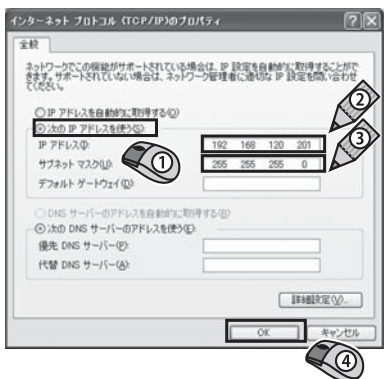 インターネット プロトコル (TCP/IP)のプロパティ
全般
ネットワークでこの機能がサポートされている場合は、IP 設定を自動的に取得することがで
きます。サポートされていない場合は、ネットワーク管理者に適切な IP 設定を問い合わせ
てください。
IP アドレスを自動的に取得する(O)
次の IP アドレスを使う(S):
IP アドレス(I): 192 168 120 201
サブネット マスク(U): 255 255 255 0
デフォルト ゲートウェイ(D):
DNS サーバーのアドレスを自動的に取得する(B)
次の DNS サーバーのアドレスを使う(E):
優先 DNS サーバー(P):
代替 DNS サーバー(A):
詳細設定(V)...
OK キャンセル
①
②
③
④